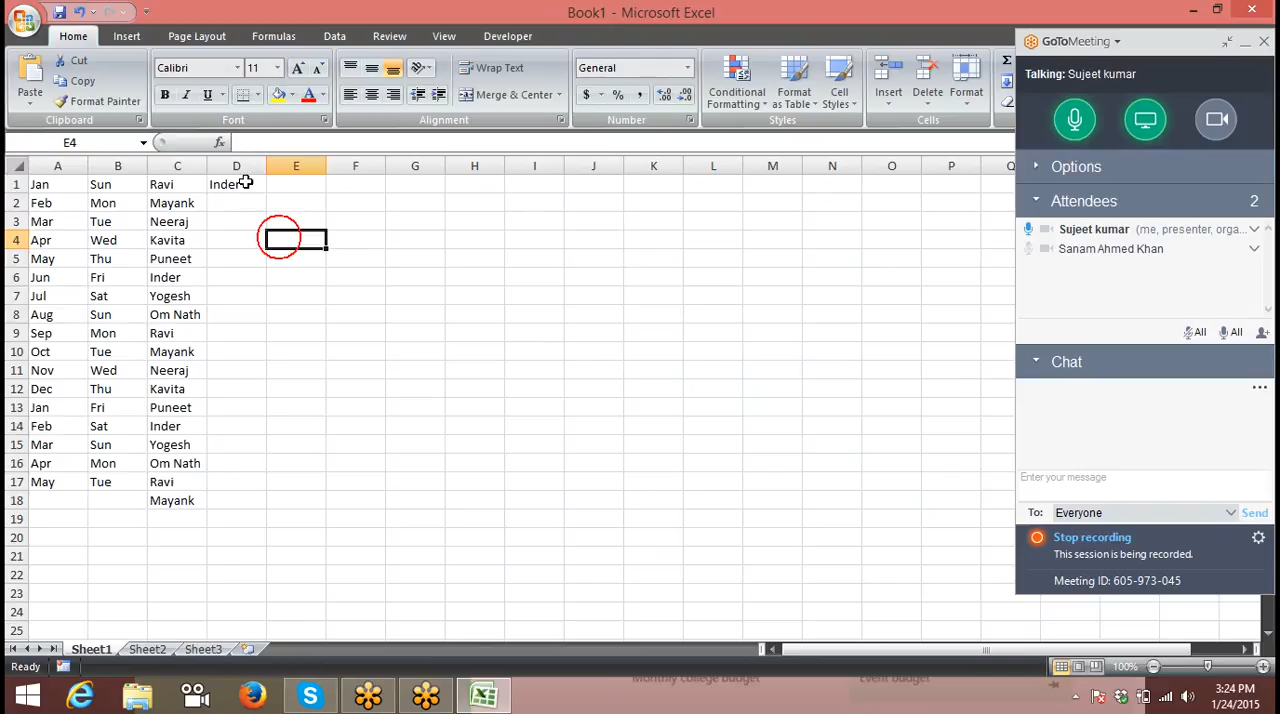 Book1 - Microsoft Excel
Home Insert Page Layout Formulas Data Review View Developer
Paste
Cut
Copy
Format Painter
Clipboard
Calibri 11
B I U
Font
Wrap Text
Merge & Center
Alignment
General
$ % ,
Number
Conditional Formatting
Format as Table
Cell Styles
Styles
Insert Delete Format
Cells
E4
fx
A B C D E F G H I J K L M N O P Q
1 Jan Sun Ravi Inder
2 Feb Mon Mayank
3 Mar Tue Neeraj
4 Apr Wed Kavita
5 May Thu Puneet
6 Jun Fri Inder
7 Jul Sat Yogesh
8 Aug Sun Om Nath
9 Sep Mon Ravi
10 Oct Tue Mayank
11 Nov Wed Neeraj
12 Dec Thu Kavita
13 Jan Fri Puneet
14 Feb Sat Inder
15 Mar Sun Yogesh
16 Apr Mon Om Nath
17 May Tue Ravi
18 Mayank
19
20
21
22
23
24
25
Sheet1 Sheet2 Sheet3
Ready
100%
GoToMeeting
Talking: Sujeet kumar
Options
Attendees 2
Sujeet kumar (me, presenter, orga...
Sanam Ahmed Khan
All All
Chat
Enter your message
To: Everyone Send
Stop recording
This session is being recorded.
Meeting ID: 605-973-045
Monthly college budget
Event budget
3:24 PM
1/24/2015